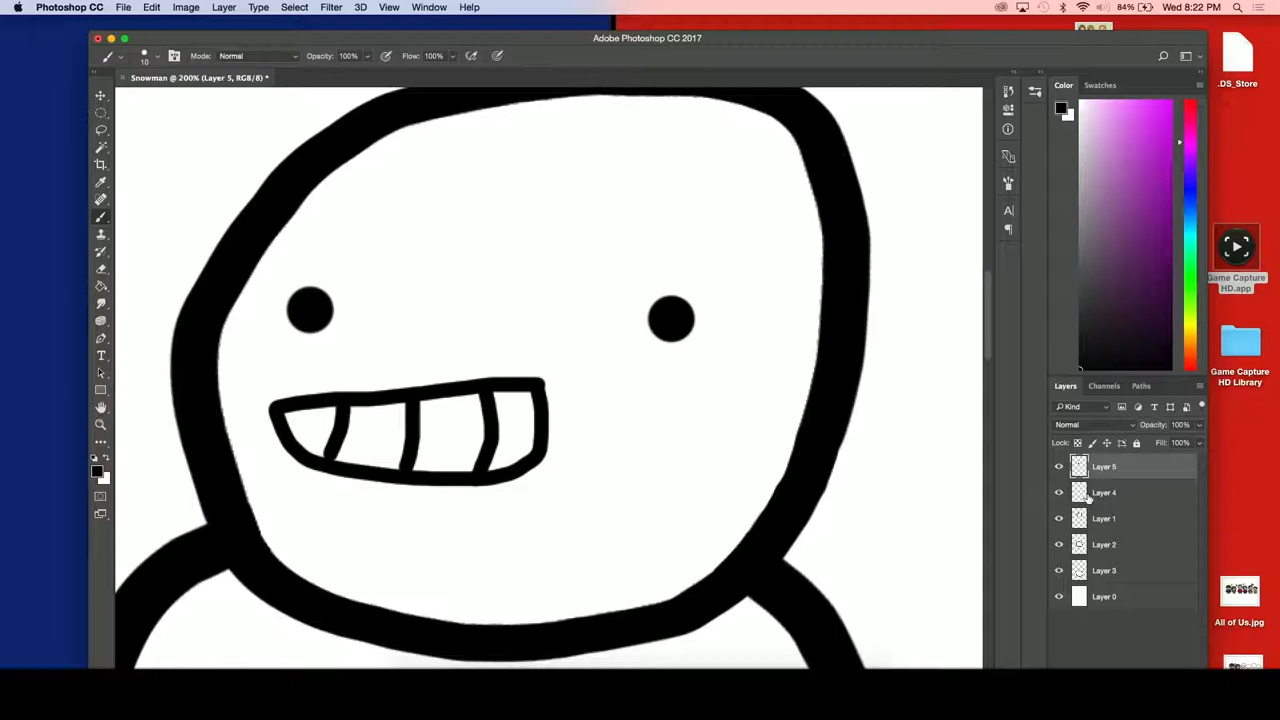 Photoshop CC File Edit Image Layer Type Select Filter 3D View Window Help 84% Wed 8:22 PM
Adobe Photoshop CC 2017
10 Mode: Normal Opacity: 100% Flow: 100%
Snowman @ 200% (Layer 5, RGB/8) *
Color Swatches
.DS_Store
Game Capture
HD.app
Game Capture
HD Library
Layers Channels Paths
Kind
Normal Opacity: 100%
Lock: Fill: 100%
Layer 5
Layer 4
Layer 1
Layer 2
Layer 3
Layer 0
All of Us.jpg